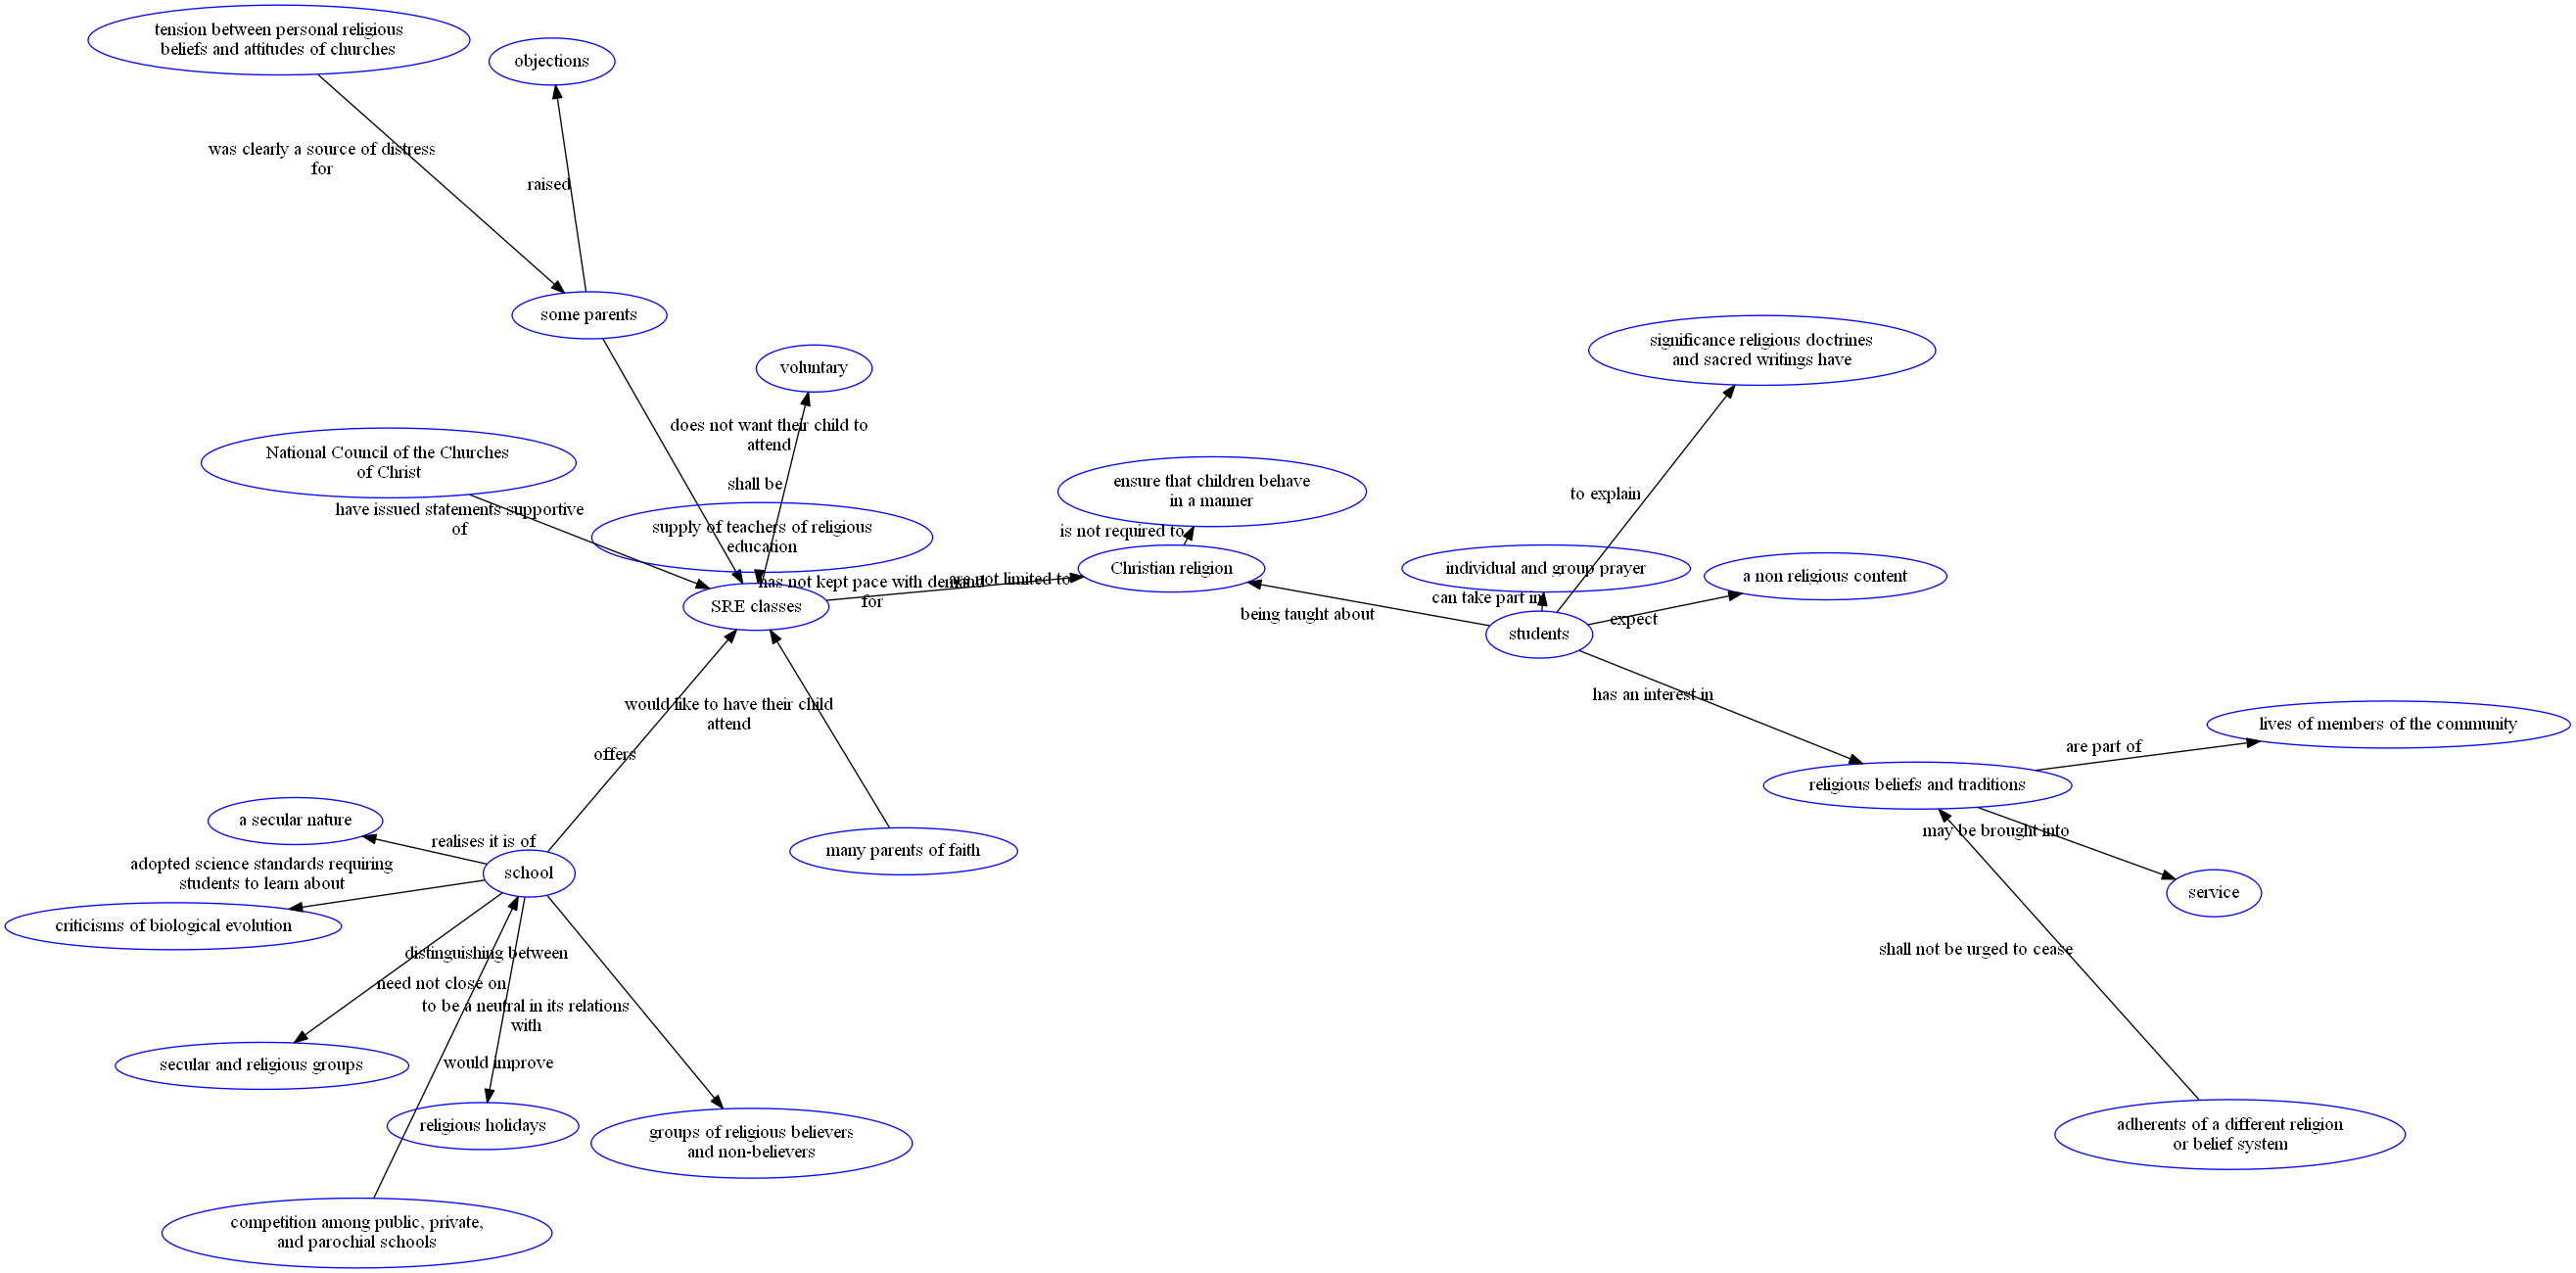 tension between personal religious
beliefs and attitudes of churches
objections
was clearly a source of distress
for
raised
some parents
significance religious doctrines
and sacred writings have
voluntary
does not want their child to
attend
National Council of the Churches
of Christ
shall be
ensure that children behave
in a manner
to explain
have issued statements supportive
of
supply of teachers of religious
education
is not required to
Christian religion
individual and group prayer
a non religious content
has not kept pace with demand
for
are not limited to
SRE classes
can take part in
being taught about
expect
students
has an interest in
would like to have their child
attend
lives of members of the community
are part of
offers
religious beliefs and traditions
a secular nature
realises it is of
may be brought into
many parents of faith
adopted science standards requiring
students to learn about
school
service
criticisms of biological evolution
distinguishing between
shall not be urged to cease
need not close on
to be a neutral in its relations
with
secular and religious groups
would improve
religious holidays
groups of religious believers
and non-believers
adherents of a different religion
or belief system
competition among public, private,
and parochial schools